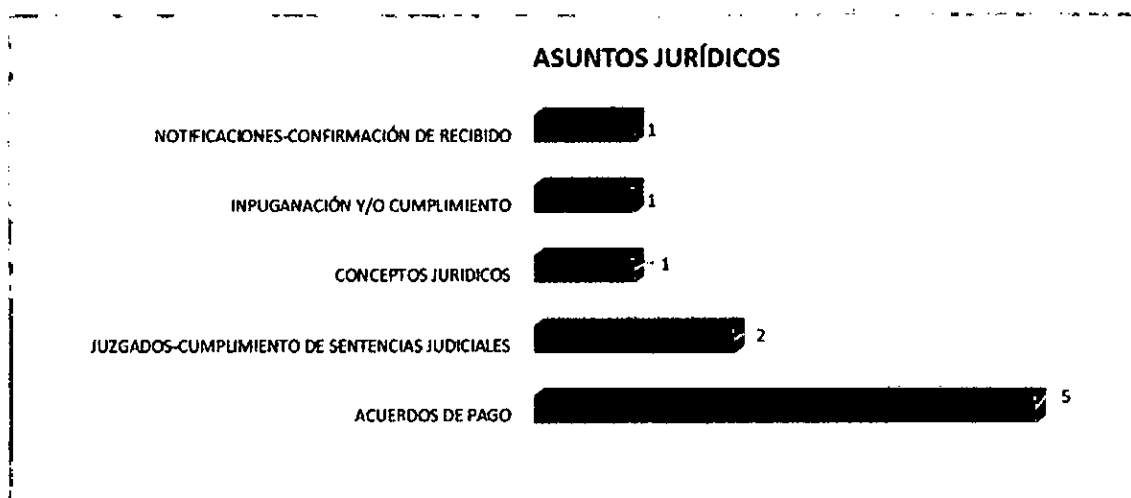 ASUNTOS JURÍDICOS
NOTIFICACIONES-CONFIRMACIÓN DE RECIBIDO 1
INPUGANACIÓN Y/O CUMPLIMIENTO 1
CONCEPTOS JURIDICOS 1
JUZGADOS-CUMPLIMIENTO DE SENTENCIAS JUDICIALES 2
ACUERDOS DE PAGO 5